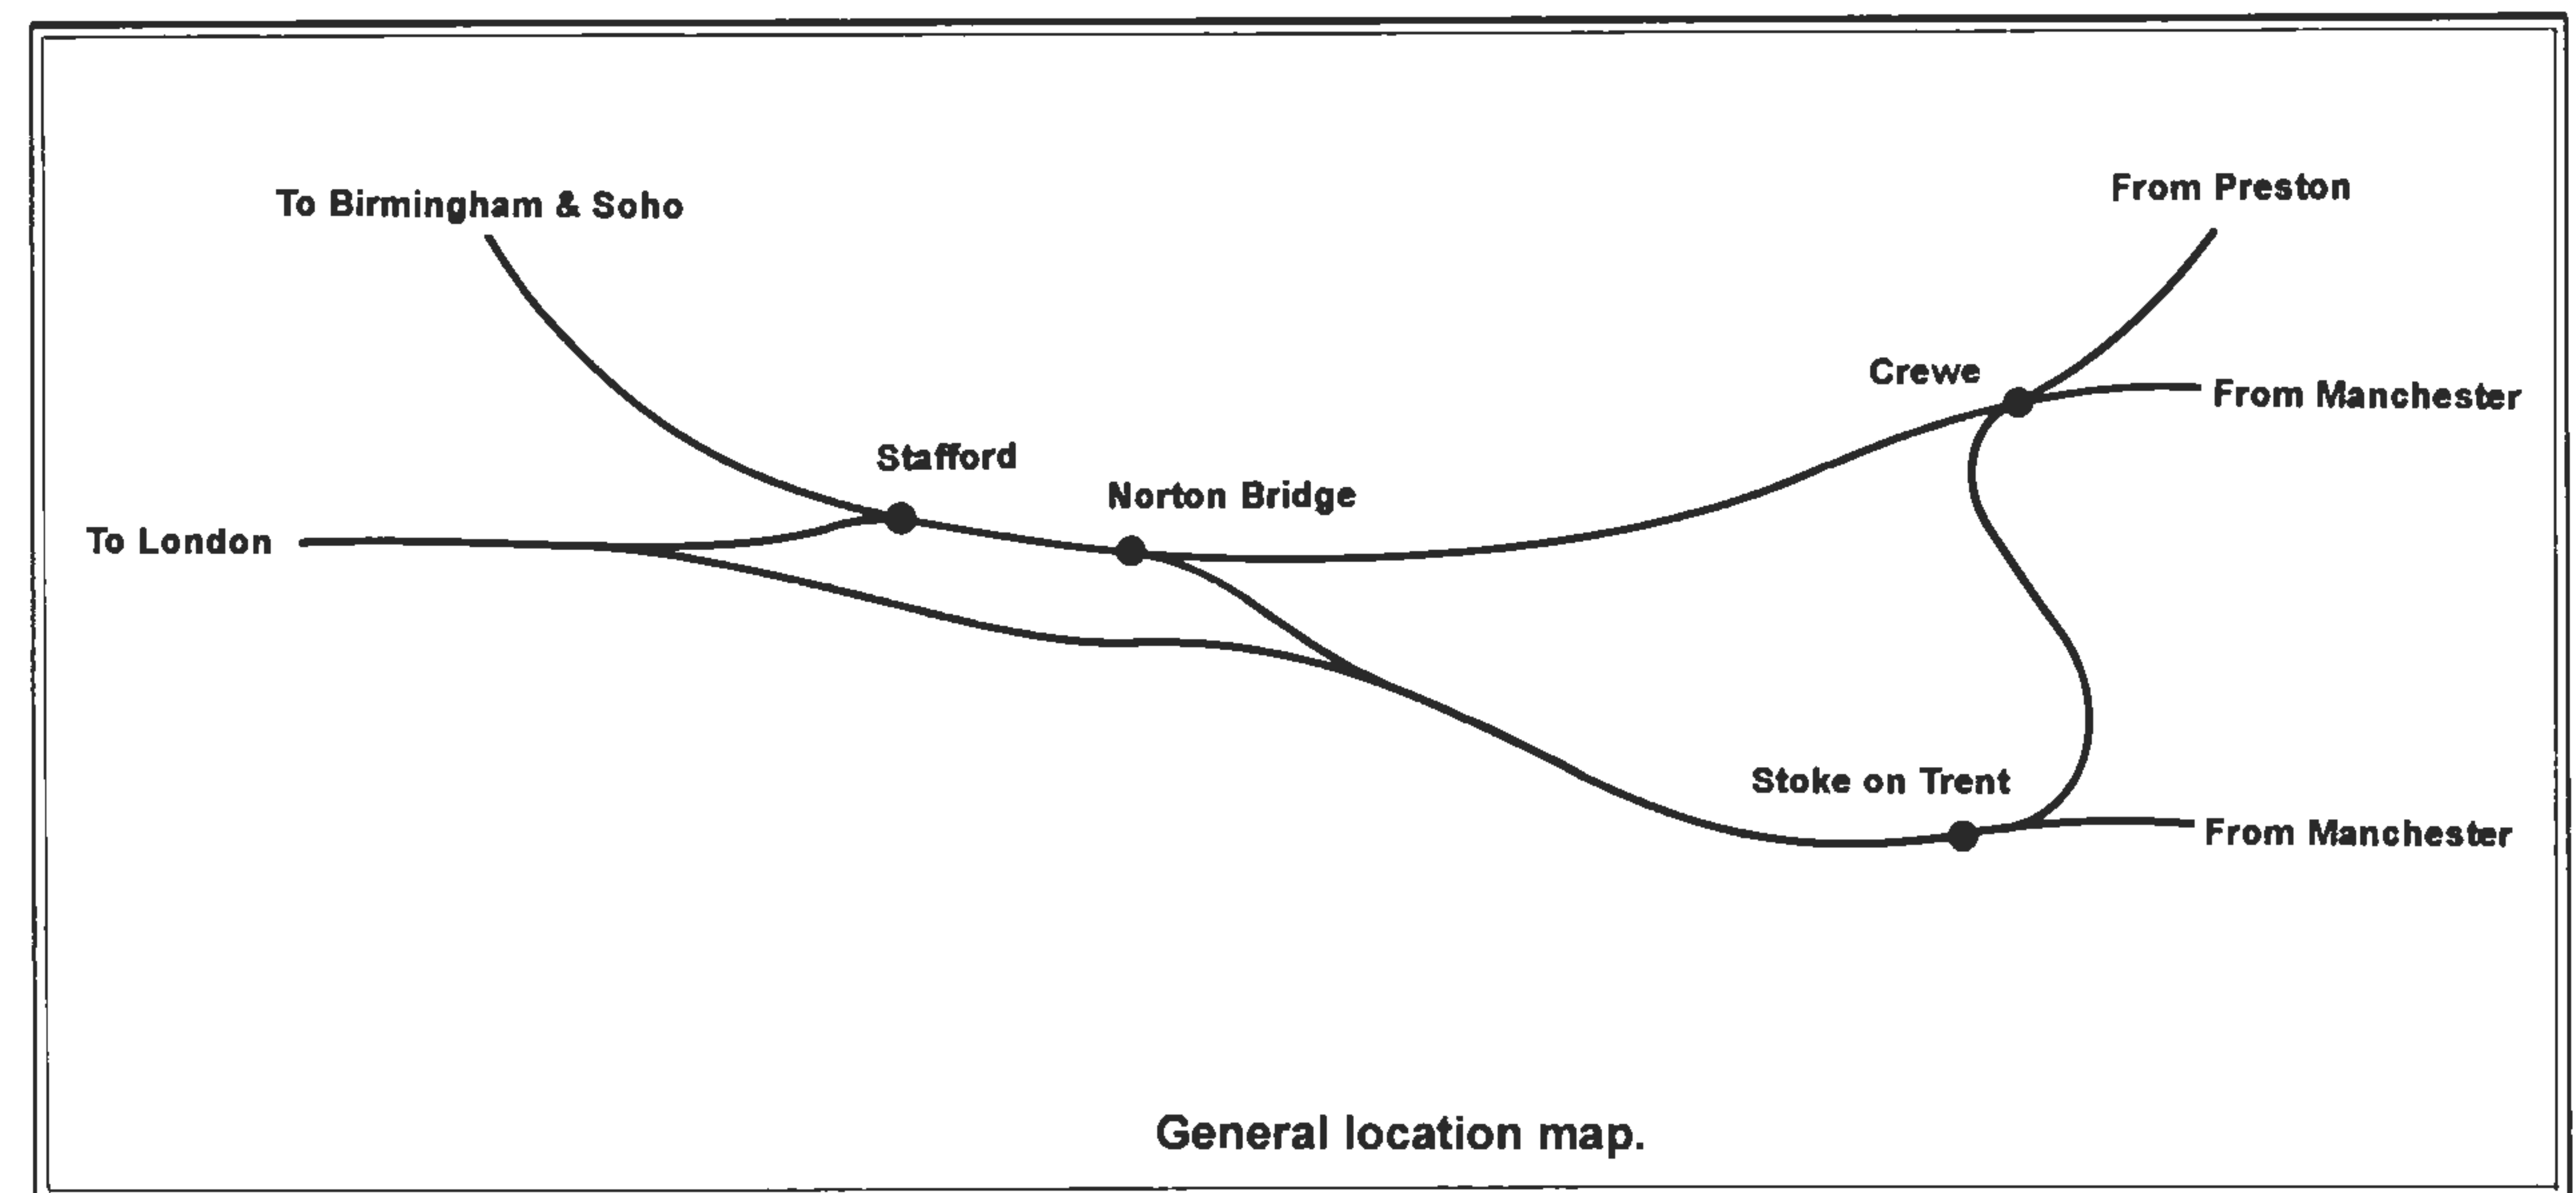 From Preston
To Birmingham & Soho
Crewe
From Manchester
Stafford
Norton Bridge
To London
Stoke on Trent
From Manchester
General location map.